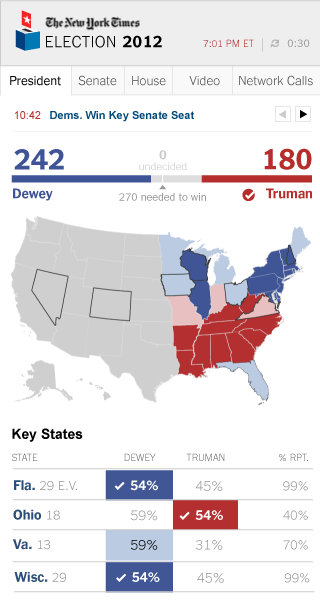 The New York Times
ELECTION 2012
7:01 PM ET 0:30
President Senate House Video Network Calls
10:42 Dems. Win Key Senate Seat
242 0 180
undecided
Dewey 270 needed to win Truman
Key States
STATE DEWEY TRUMAN % RPT.
Fla. 29 E.V. 54% 45% 99%
Ohio 18 59% 54% 40%
Va. 13 59% 31% 70%
Wisc. 29 54% 45% 99%